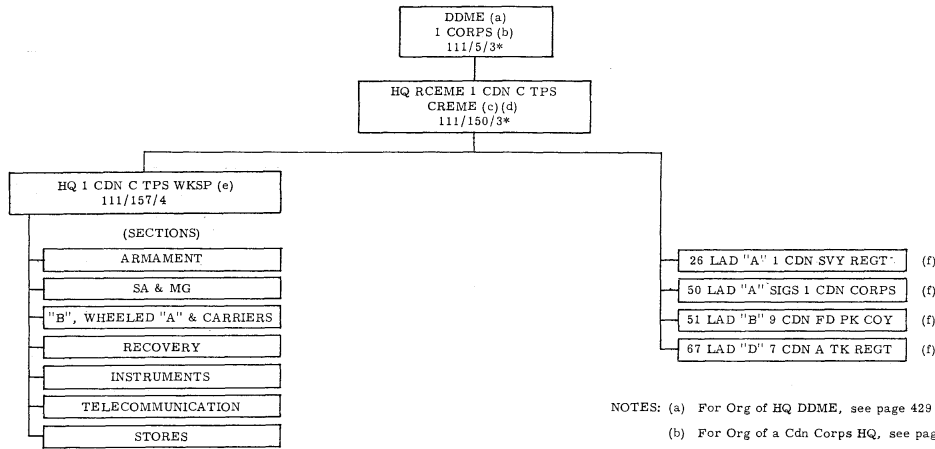 DDME (a)
1 CORPS (b)
111/5/3*
HQ RCEME 1 CDN C TPS
CREME (c)(d)
111/150/3*
HQ 1 CDN C TPS WKSP (e)
111/157/4
(SECTIONS)
ARMAMENT
SA & MG
"B", WHEELED "A" & CARRIERS
RECOVERY
INSTRUMENTS
TELECOMMUNICATION
STORES
26 LAD "A" 1 CDN SVY REGT (f)
50 LAD "A" SIGS 1 CDN CORPS (f)
51 LAD "B" 9 CDN FD PK COY (f)
67 LAD "D" 7 CDN A TK REGT (f)
NOTES: (a) For Org of HQ DDME, see page 429
(b) For Org of a Cdn Corps HQ, see pag